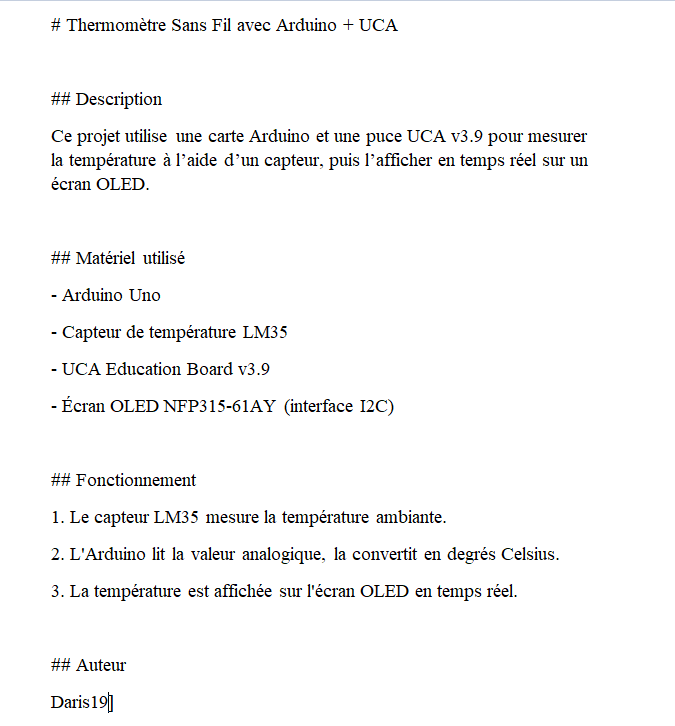 # Thermomètre Sans Fil avec Arduino + UCA
## Description
Ce projet utilise une carte Arduino et une puce UCA v3.9 pour mesurer
la température à l’aide d’un capteur, puis l’afficher en temps réel sur un
écran OLED.
## Matériel utilisé
- Arduino Uno
- Capteur de température LM35
- UCA Education Board v3.9
- Écran OLED NFP315-61AY (interface I2C)
## Fonctionnement
1. Le capteur LM35 mesure la température ambiante.
2. L'Arduino lit la valeur analogique, la convertit en degrés Celsius.
3. La température est affichée sur l'écran OLED en temps réel.
## Auteur
Daris19]